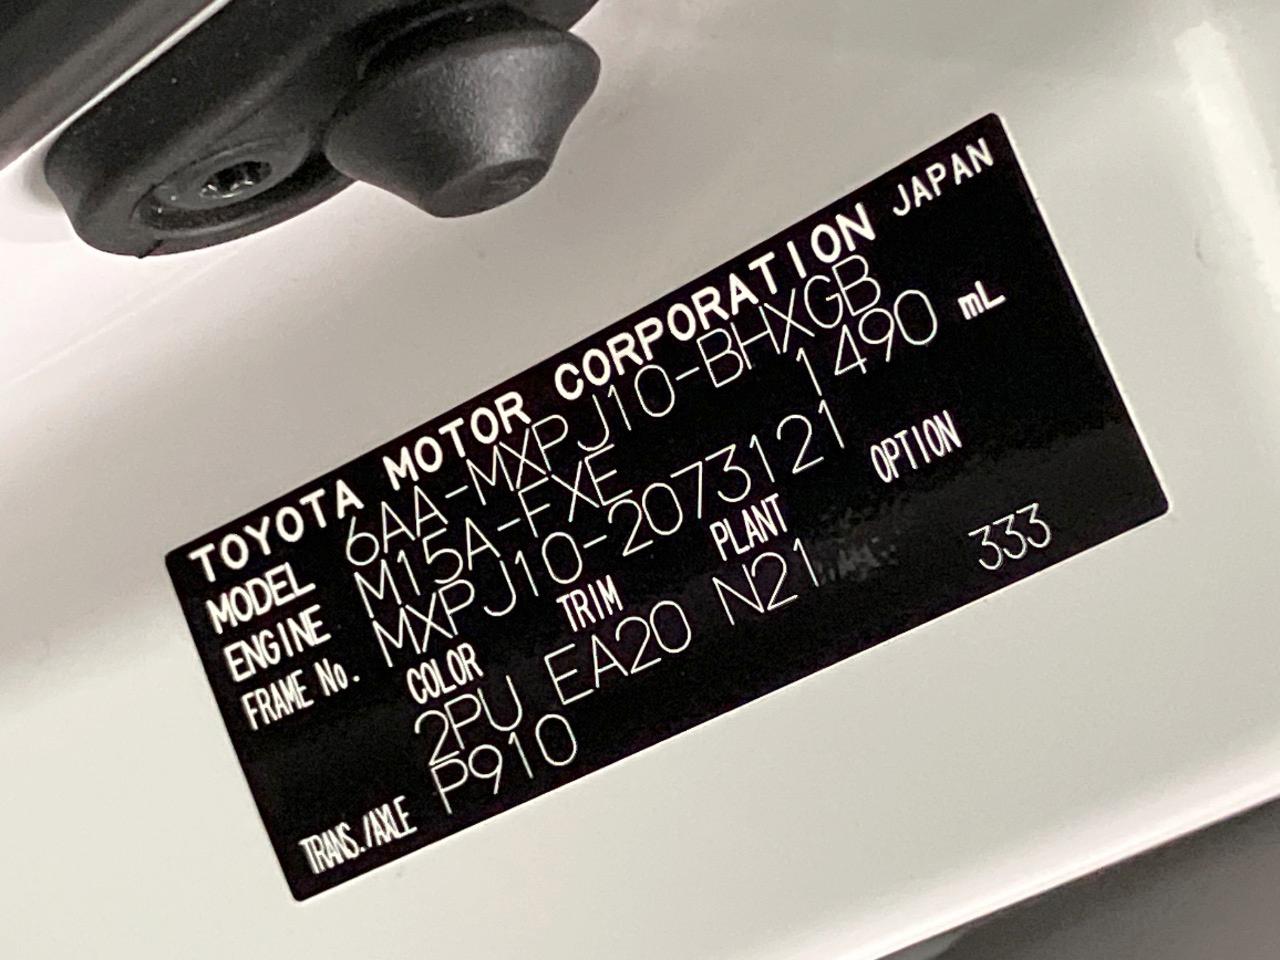 TOYOTA MOTOR CORPORATION JAPAN
MODEL 6AA-MXPJ10-BHXGB
ENGINE M15A-FXE 1490 mL
FRAME No. MXPJ10-2073121
COLOR TRIM PLANT OPTION
2PU EA20 N21 333
TRANS./AXLE P910